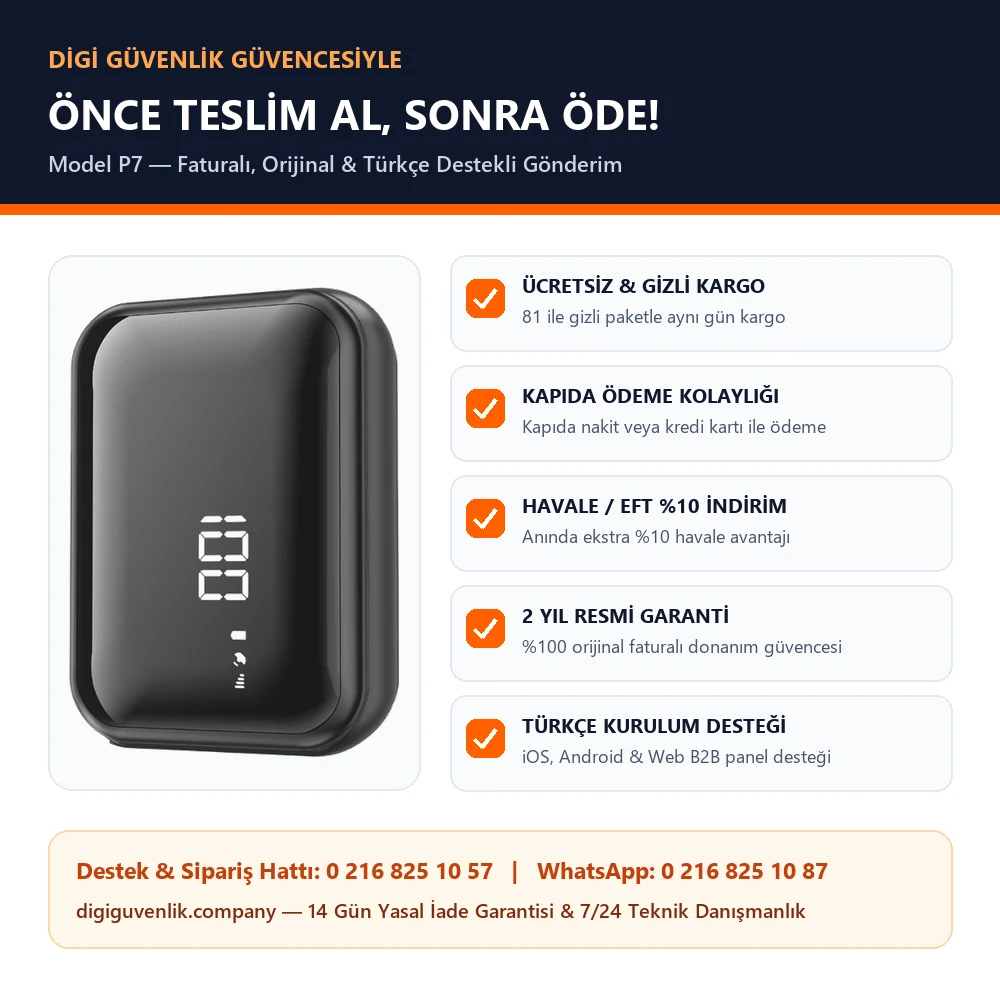 DİGİ GÜVENLİK GÜVENCESİYLE
ÖNCE TESLİM AL, SONRA ÖDE!
Model P7 — Faturalı, Orijinal & Türkçe Destekli Gönderim
ÜCRETSİZ & GİZLİ KARGO
81 ile gizli paketle aynı gün kargo
KAPIDA ÖDEME KOLAYLIĞI
Kapıda nakit veya kredi kartı ile ödeme
HAVALE / EFT %10 İNDİRİM
Anında ekstra %10 havale avantajı
2 YIL RESMİ GARANTİ
%100 orijinal faturalı donanım güvencesi
TÜRKÇE KURULUM DESTEĞİ
iOS, Android & Web B2B panel desteği
Destek & Sipariş Hattı: 0 216 825 10 57 | WhatsApp: 0 216 825 10 87
digiguvenlik.company — 14 Gün Yasal İade Garantisi & 7/24 Teknik Danışmanlık